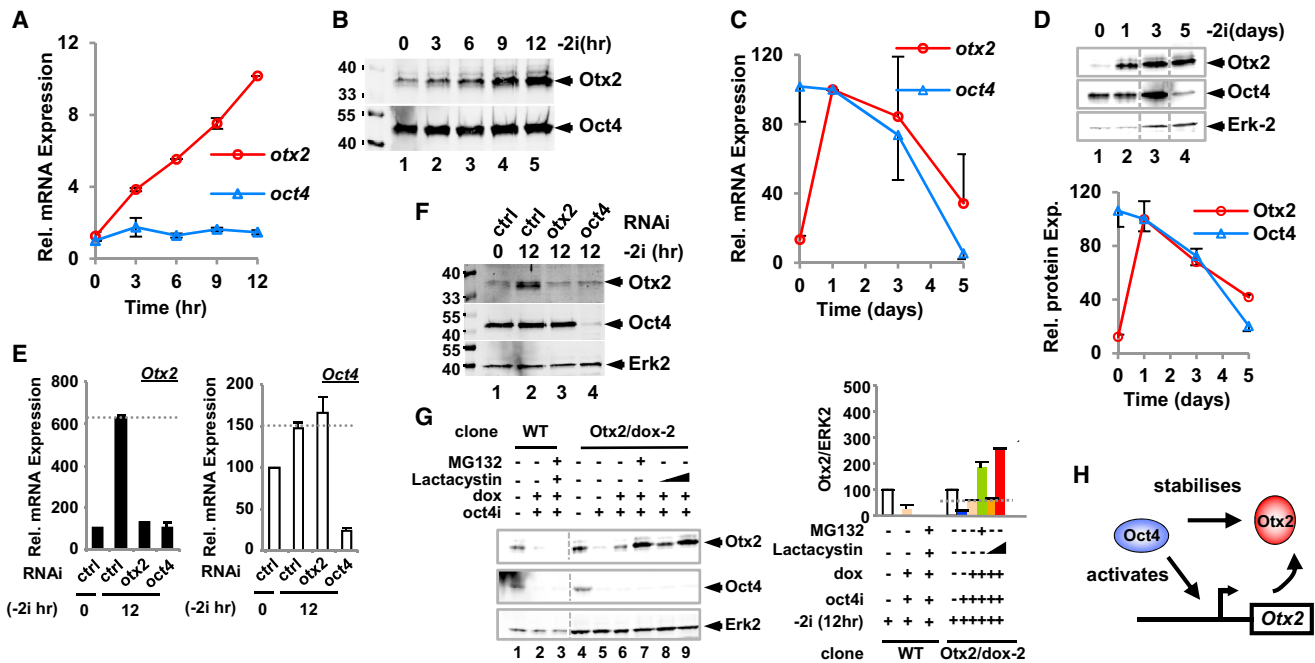 A
Rel. mRNA Expression
12
8
4
0
otx2
oct4
0 3 6 9 12
Time (hr)
B
0 3 6 9 12 -2i(hr)
40
33
Otx2
55
40
Oct4
1 2 3 4 5
C
Rel. mRNA Expression
120
80
40
0
otx2
oct4
0 1 2 3 4 5
Time (days)
D
0 1 3 5 -2i(days)
Otx2
Oct4
Erk-2
1 2 3 4
Rel. protein Exp.
120
80
40
0
Otx2
Oct4
0 1 2 3 4 5
Time (days)
E
Rel. mRNA Expression
Otx2
800
600
400
200
0
RNAi
ctrl ctrl otx2 oct4
(-2i hr) 0 12
Rel. mRNA Expression
Oct4
200
150
100
50
0
RNAi
ctrl ctrl otx2 oct4
(-2i hr) 0 12
F
ctrl ctrl otx2 oct4 RNAi
0 12 12 12 -2i (hr)
40
33
Otx2
55
40
Oct4
55
40
Erk2
1 2 3 4
G
clone WT Otx2/dox-2
MG132 - - + - - - + - -
Lactacystin - - + - - - -
dox - + + - - + + + +
oct4i - + + - + + + + +
Otx2
Oct4
Erk2
1 2 3 4 5 6 7 8 9
Otx2/ERK2
500
400
300
200
100
0
MG132 - - + - - - + - -
Lactacystin - - + - - - -
dox - + + - - + + + +
oct4i - + + - + + + + +
-2i (12hr) + + + + + + + + +
clone WT Otx2/dox-2
H
stabilises
Oct4
Otx2
activates
Otx2